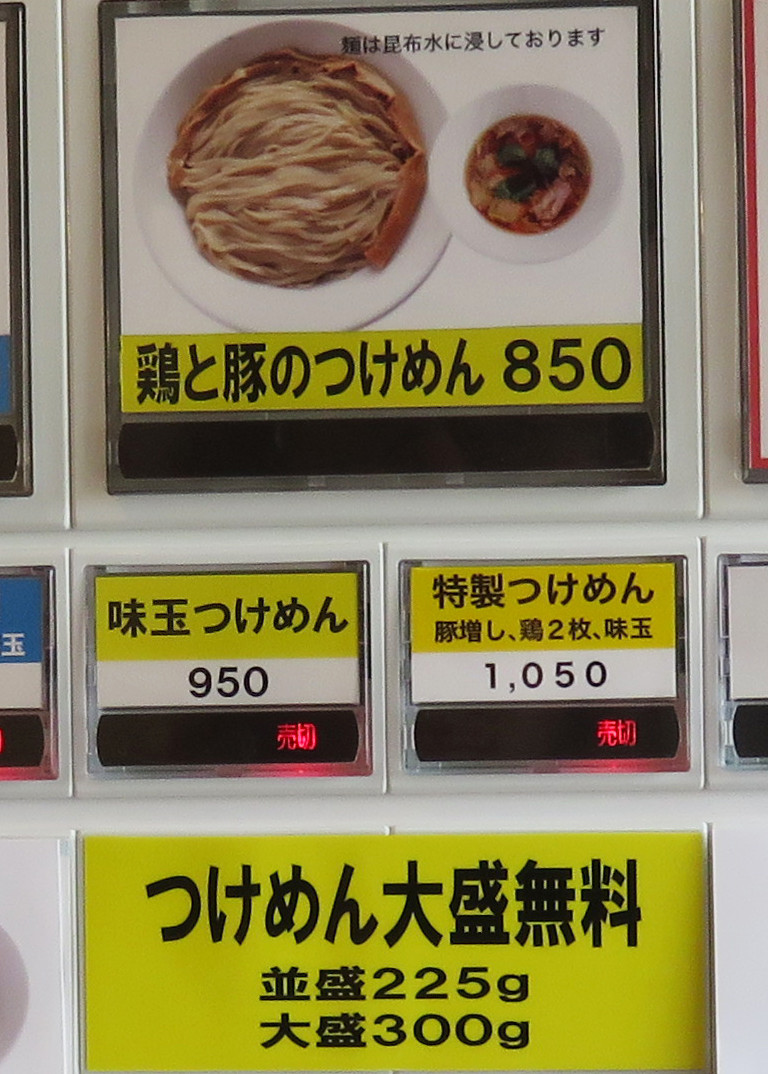 麺は昆布水に浸しております
鶏と豚のつけめん 850
味玉つけめん
950
売切
特製つけめん
豚増し、鶏2枚、味玉
1,050
売切
玉
つけめん大盛無料
並盛225g
大盛300g